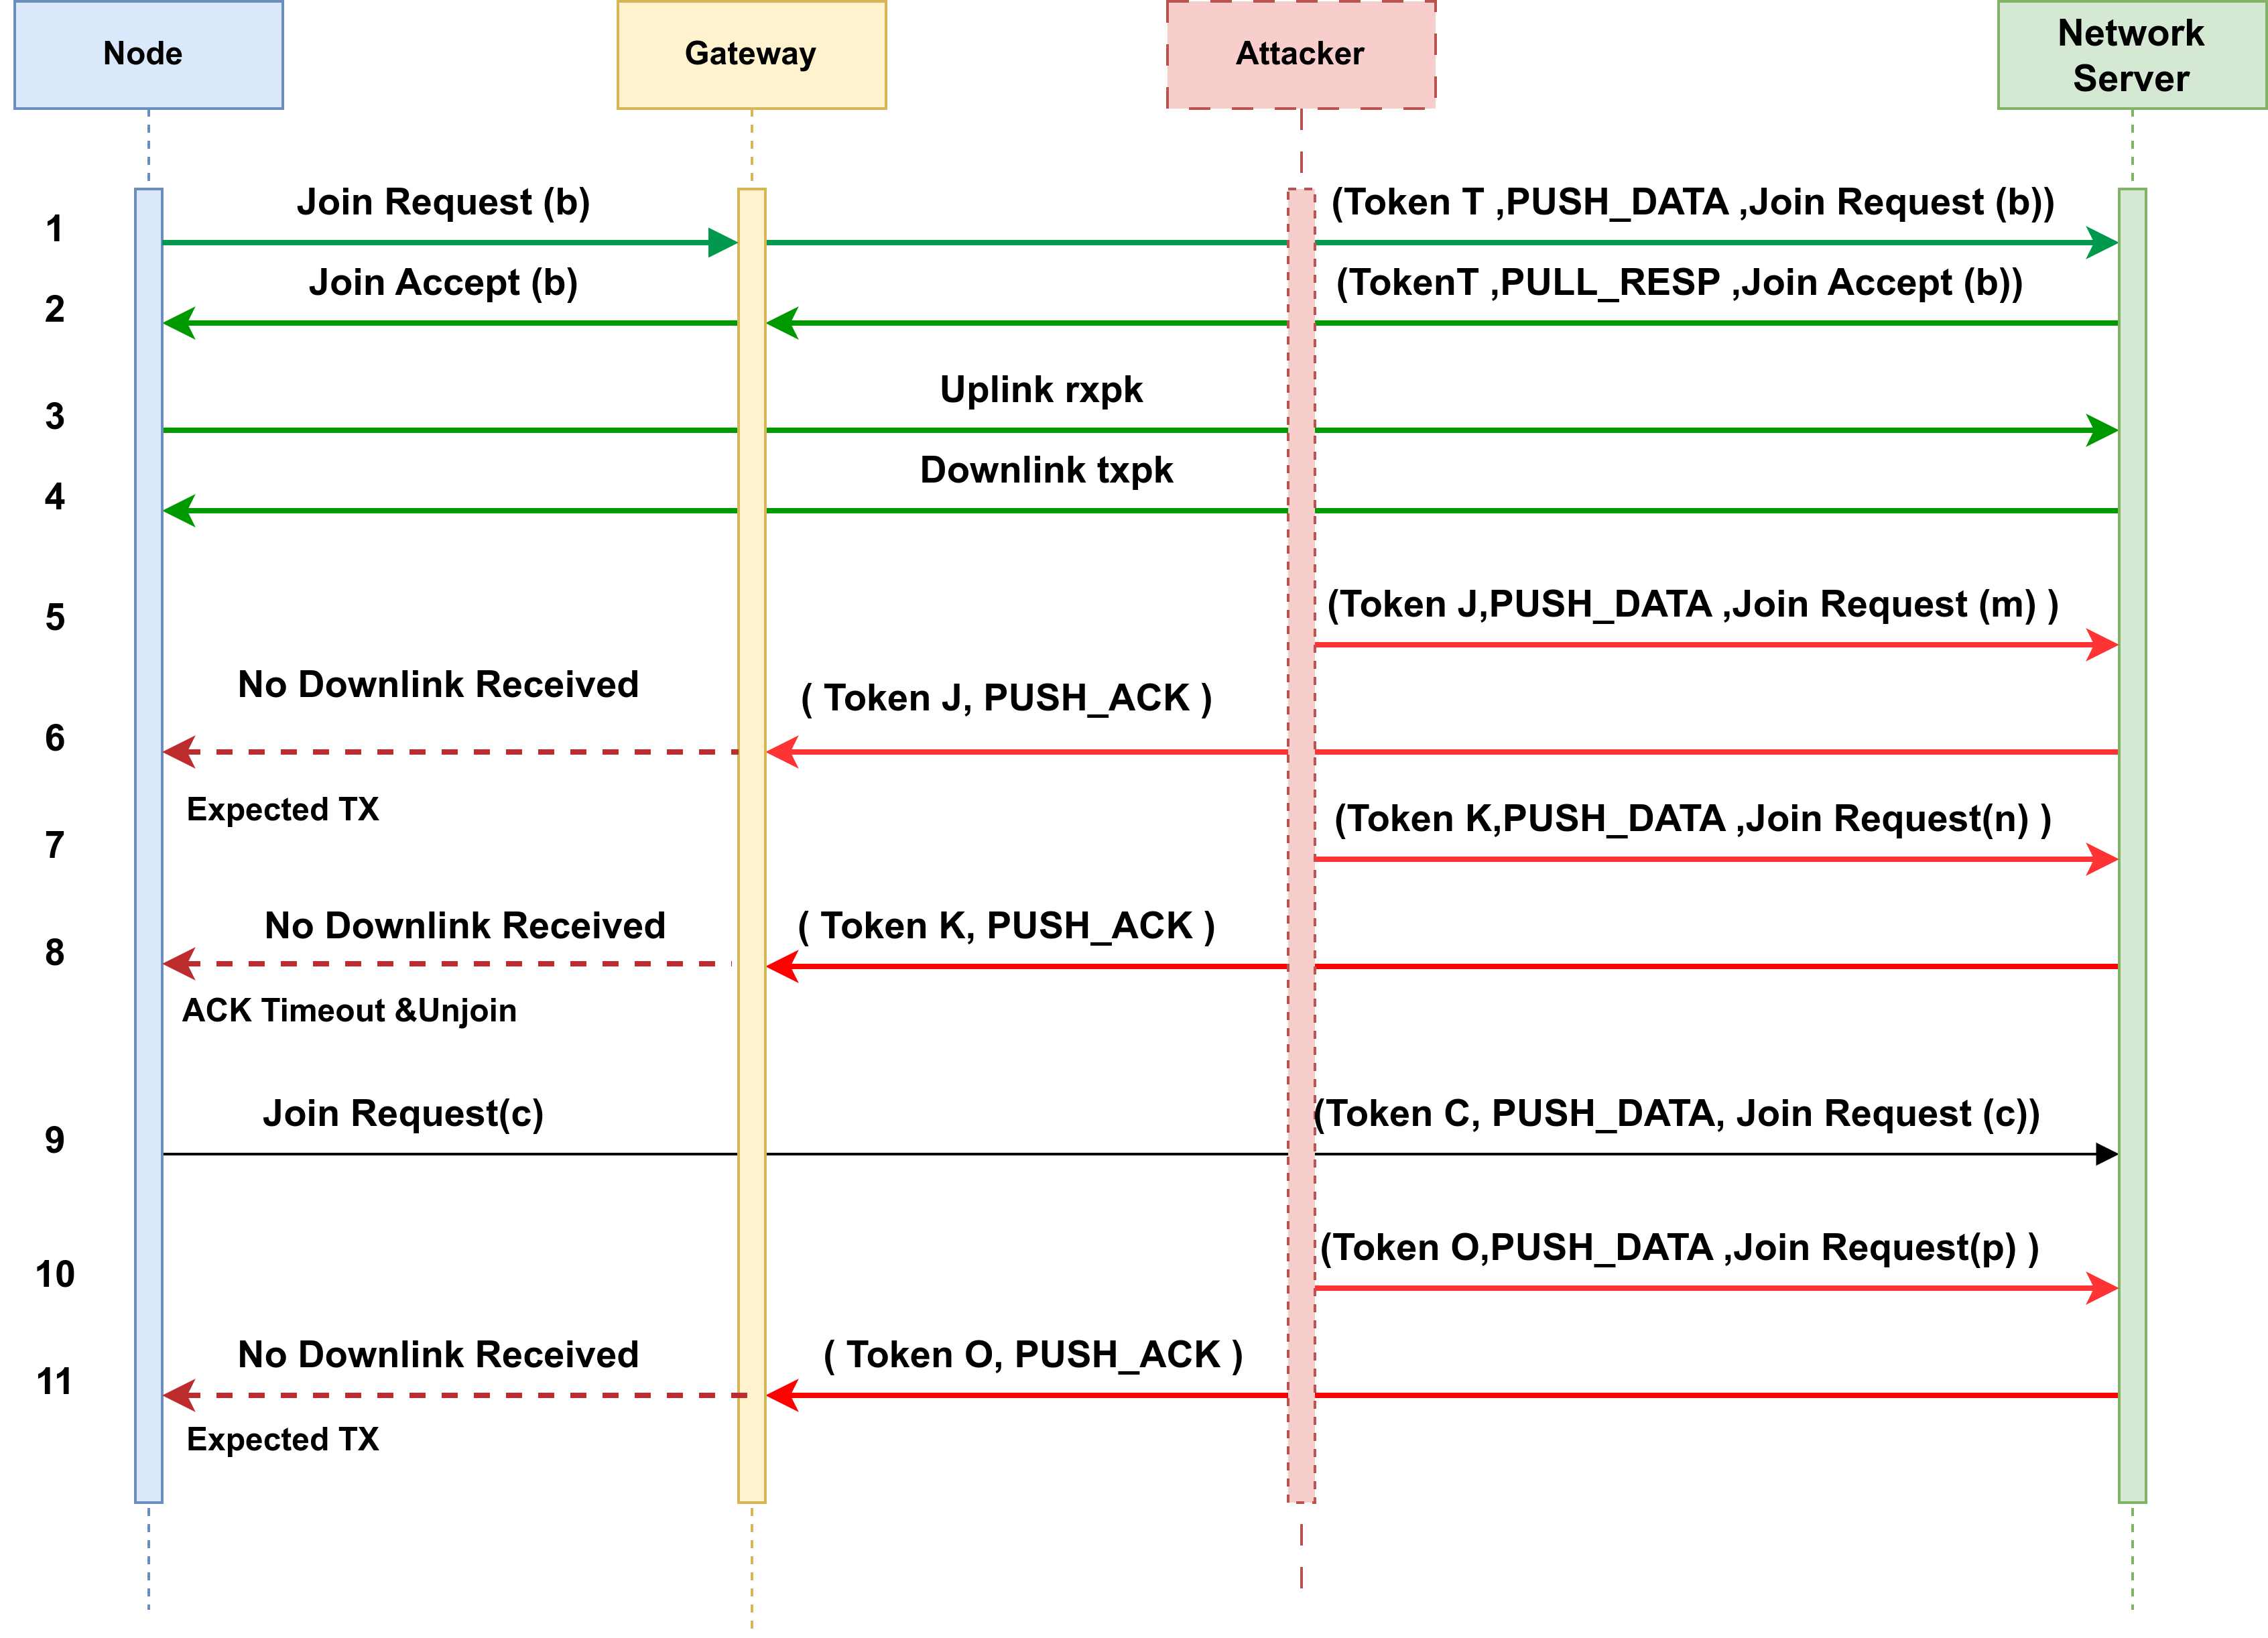 Node
Gateway
Attacker
Network
Server
1
Join Request (b)
(Token T ,PUSH_DATA ,Join Request (b))
2
Join Accept (b)
(TokenT ,PULL_RESP ,Join Accept (b))
3
Uplink rxpk
4
Downlink txpk
5
(Token J,PUSH_DATA ,Join Request (m) )
6
No Downlink Received
( Token J, PUSH_ACK )
Expected TX
7
(Token K,PUSH_DATA ,Join Request(n) )
8
No Downlink Received
( Token K, PUSH_ACK )
ACK Timeout &Unjoin
9
Join Request(c)
(Token C, PUSH_DATA, Join Request (c))
10
(Token O,PUSH_DATA ,Join Request(p) )
11
No Downlink Received
( Token O, PUSH_ACK )
Expected TX